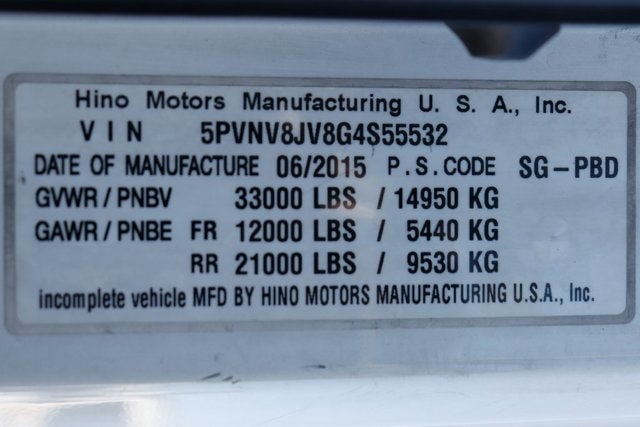 Hino Motors Manufacturing U. S. A., Inc.
VIN 5PVNV8JV8G4S55532
DATE OF MANUFACTURE 06/2015 P.S.CODE SG-PBD
GVWR/PNBV 33000 LBS / 14950 KG
GAWR/PNBE FR 12000 LBS / 5440 KG
RR 21000 LBS / 9530 KG
incomplete vehicle MFD BY HINO MOTORS MANUFACTURING U.S.A., Inc.